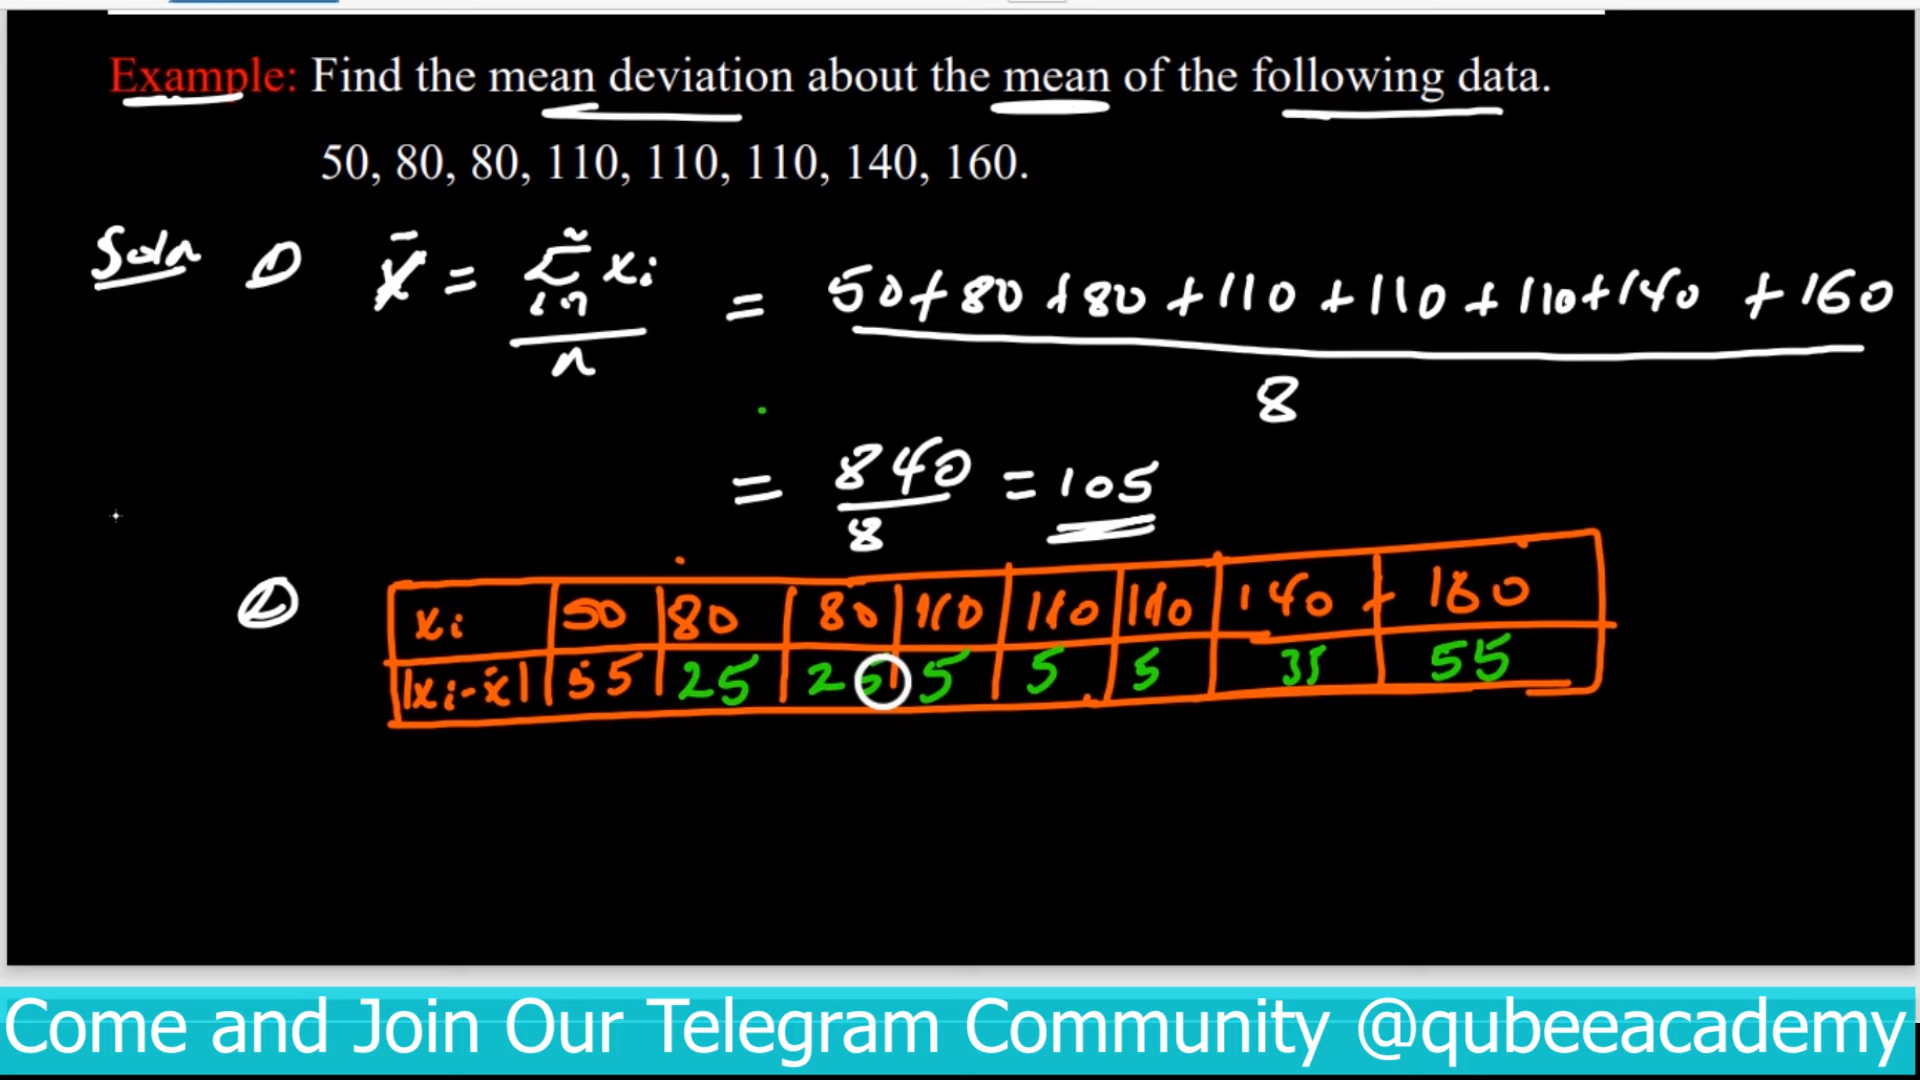 Example: Find the mean deviation about the mean of the following data.
50, 80, 80, 110, 110, 110, 140, 160.
Soln ① x̄ = Σxi / n = 50+80+80+110+110+110+140+160 / 8
= 840 / 8 = 105
②
xi | 50 | 80 | 80 | 110 | 110 | 110 | 140 | 160
|xi-x̄| | 55 | 25 | 25 | 5 | 5 | 5 | 35 | 55
Come and Join Our Telegram Community @qubeeacademy